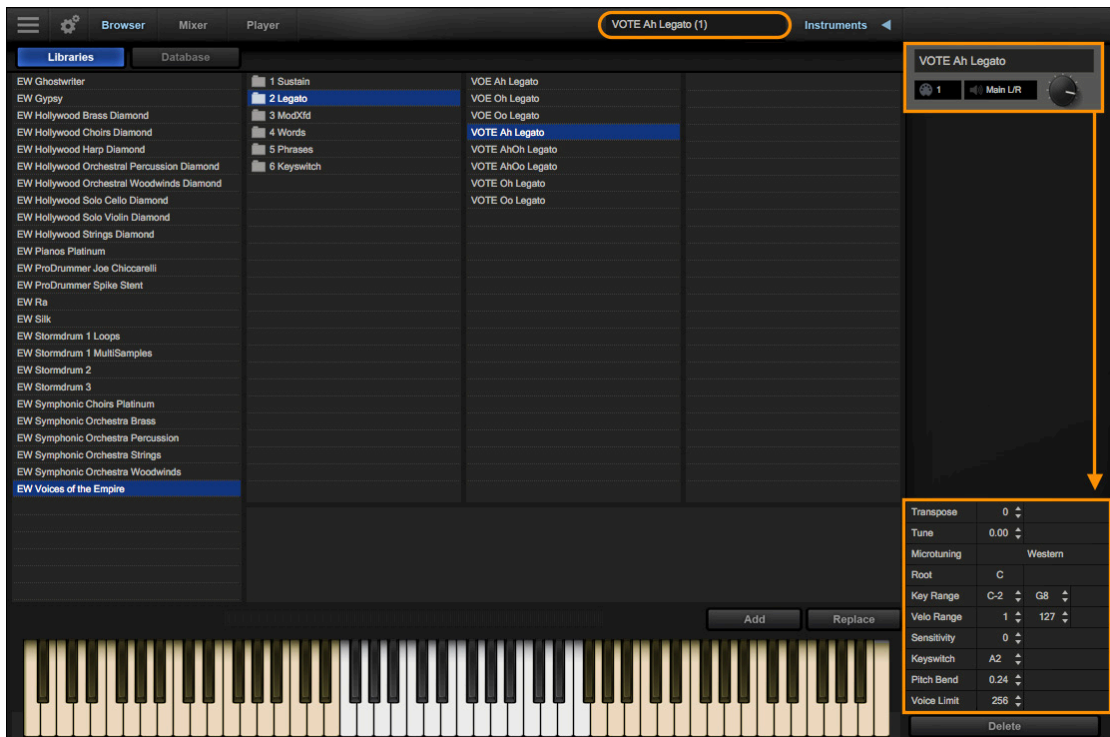 Browser Mixer Player VOTE Ah Legato (1) Instruments
Libraries Database
EW Ghostwriter
EW Gypsy
EW Hollywood Brass Diamond
EW Hollywood Choirs Diamond
EW Hollywood Harp Diamond
EW Hollywood Orchestral Percussion Diamond
EW Hollywood Orchestral Woodwinds Diamond
EW Hollywood Solo Cello Diamond
EW Hollywood Solo Violin Diamond
EW Hollywood Strings Diamond
EW Pianos Platinum
EW ProDrummer Joe Chiccarelli
EW ProDrummer Spike Stent
EW Ra
EW Silk
EW Stormdrum 1 Loops
EW Stormdrum 1 MultiSamples
EW Stormdrum 2
EW Stormdrum 3
EW Symphonic Choirs Platinum
EW Symphonic Orchestra Brass
EW Symphonic Orchestra Percussion
EW Symphonic Orchestra Strings
EW Symphonic Orchestra Woodwinds
EW Voices of the Empire
1 Sustain
2 Legato
3 ModXfd
4 Words
5 Phrases
6 Keyswitch
VOE Ah Legato
VOE Oh Legato
VOE Oo Legato
VOTE Ah Legato
VOTE AhOh Legato
VOTE AhOo Legato
VOTE Oh Legato
VOTE Oo Legato
Add Replace
VOTE Ah Legato
1 Main L/R
Transpose 0
Tune 0.00
Microtuning Western
Root C
Key Range C-2 G8
Velo Range 1 127
Sensitivity 0
Keyswitch A2
Pitch Bend 0.24
Voice Limit 256
Delete